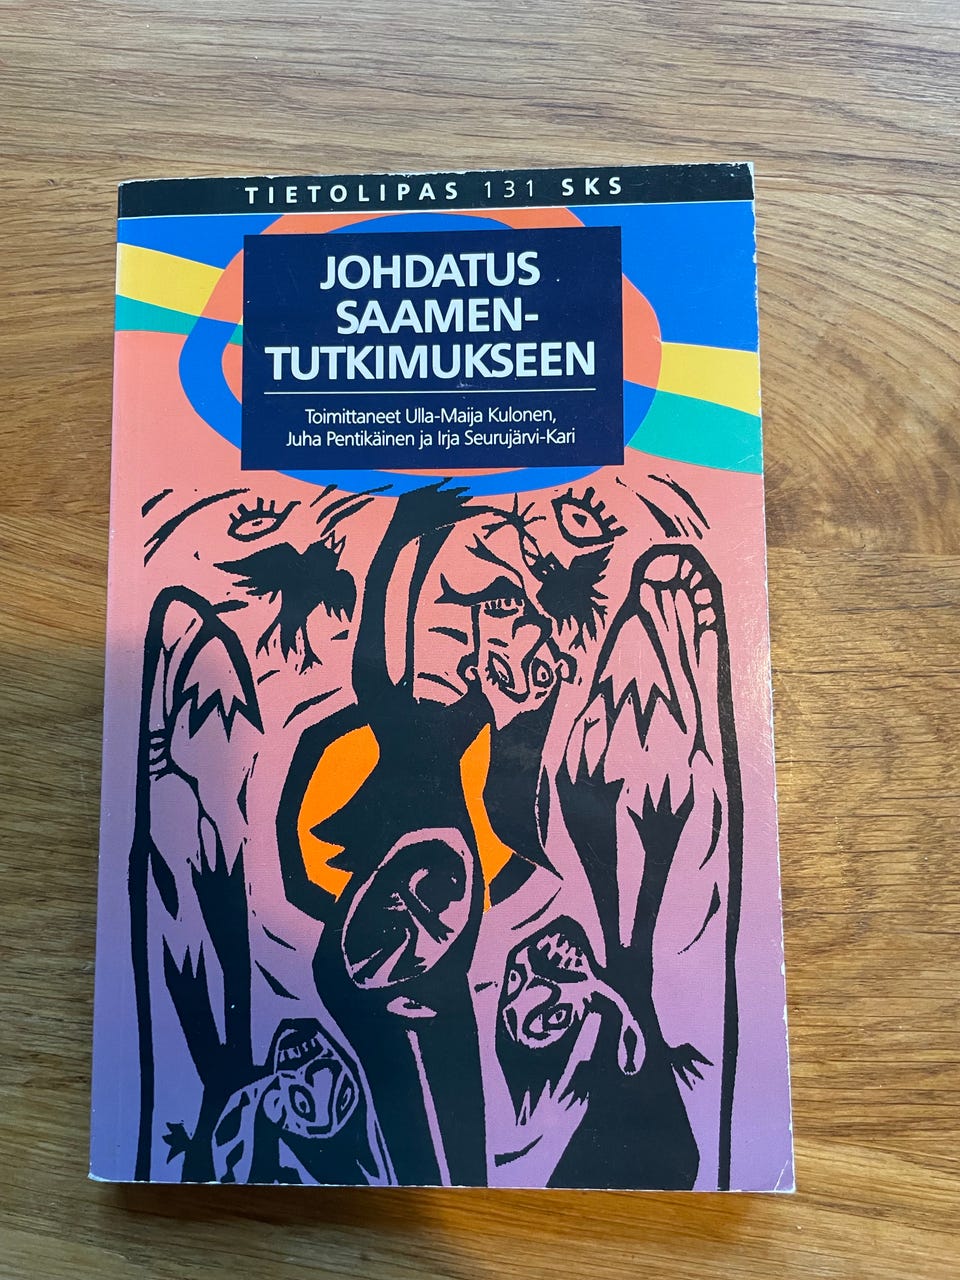 TIETOLIPAS 131 SKS
JOHDATUS
SAAMEN-
TUTKIMUKSEEN
Toimittaneet Ulla-Maija Kulonen,
Juha Pentikäinen ja Irja Seurujärvi-Kari